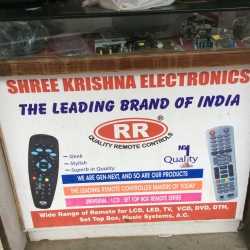 SHREE KRISHNA ELECTRONICS
THE LEADING BRAND OF INDIA
RR
QUALITY REMOTE CONTROLS
Sleek
Stylish
Superb in Quality
No 1
Quality
WE ARE GEN-NEXT, AND SO ARE OUR PRODUCTS
THE LEADING REMOTE CONTROLLER MAKERS OF TODAY
UNIVERSAL LCD SET TOP BOX REMOTE SERIES
Wide Range of Remote for LCD, LED, TV, VCD, DVD, DTH,
Set Top Box, Music Systems, A.C.